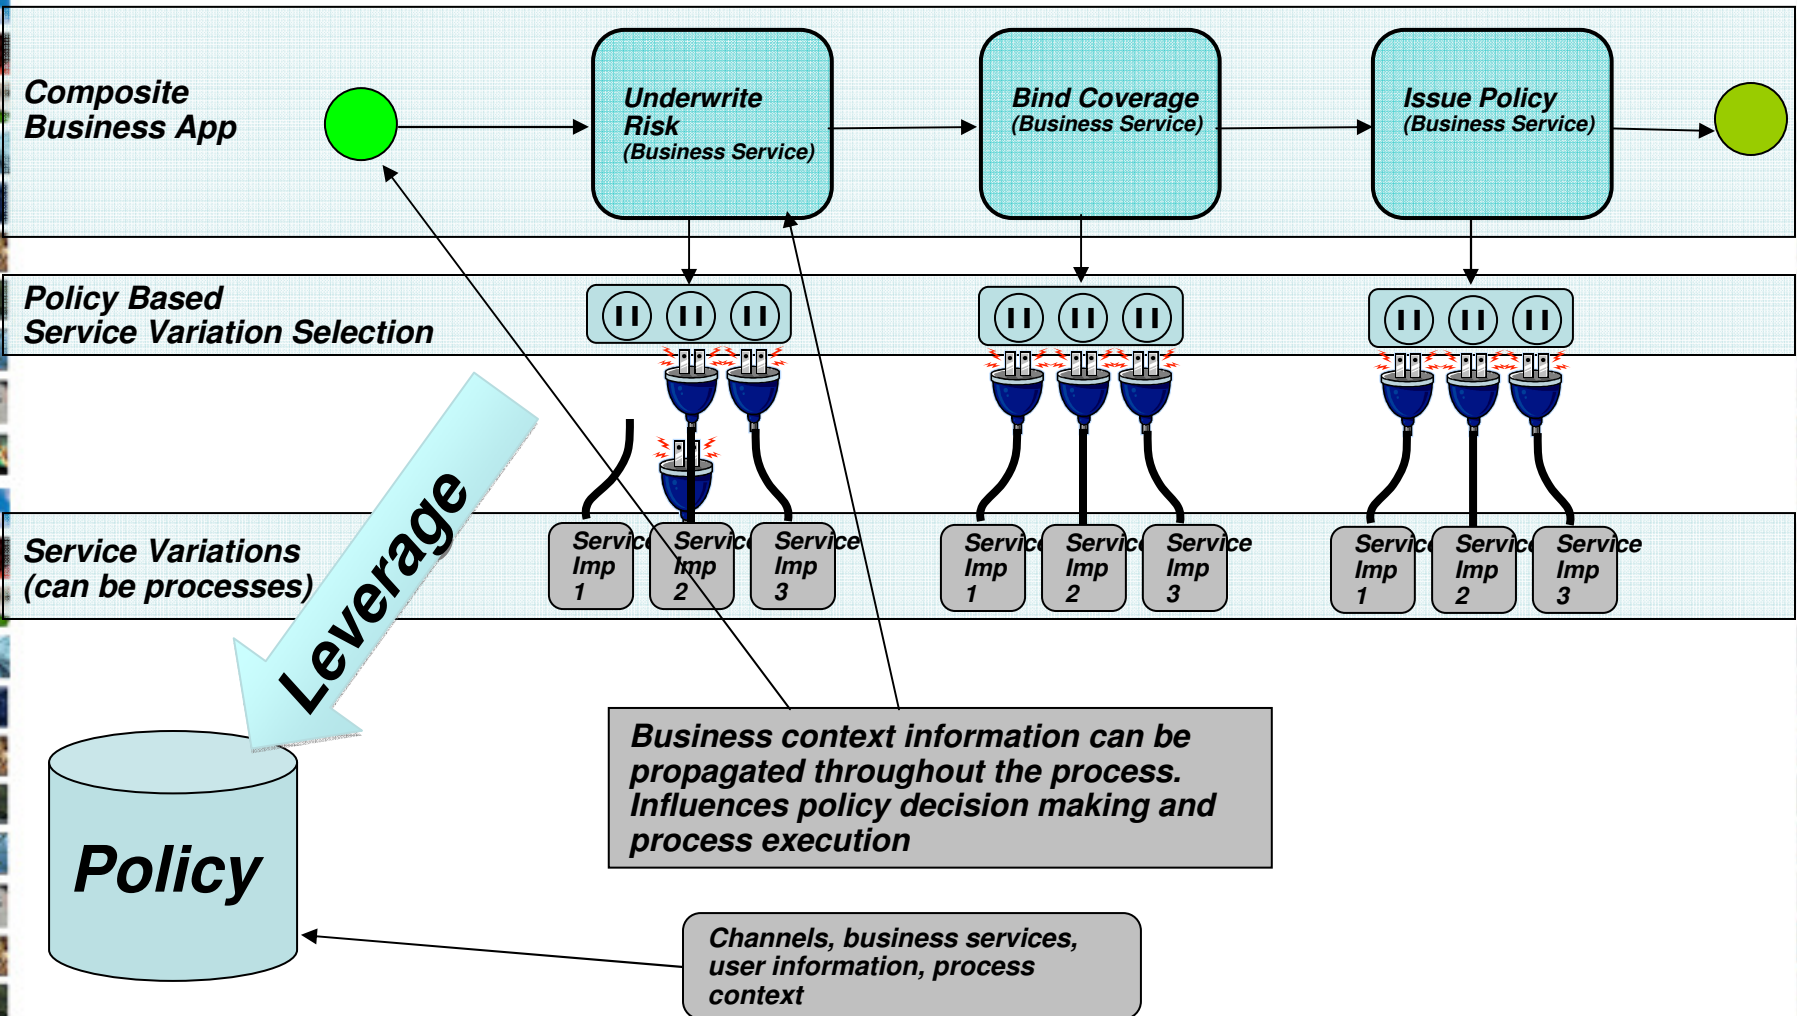 Composite
Business App
Underwrite
Risk
(Business Service)
Bind Coverage
(Business Service)
Issue Policy
(Business Service)
Policy Based
Service Variation Selection
Leverage
Service Variations
(can be processes)
Service
Imp
1
Service
Imp
2
Service
Imp
3
Service
Imp
1
Service
Imp
2
Service
Imp
3
Service
Imp
1
Service
Imp
2
Service
Imp
3
Business context information can be
propagated throughout the process.
Influences policy decision making and
process execution
Policy
Channels, business services,
user information, process
context